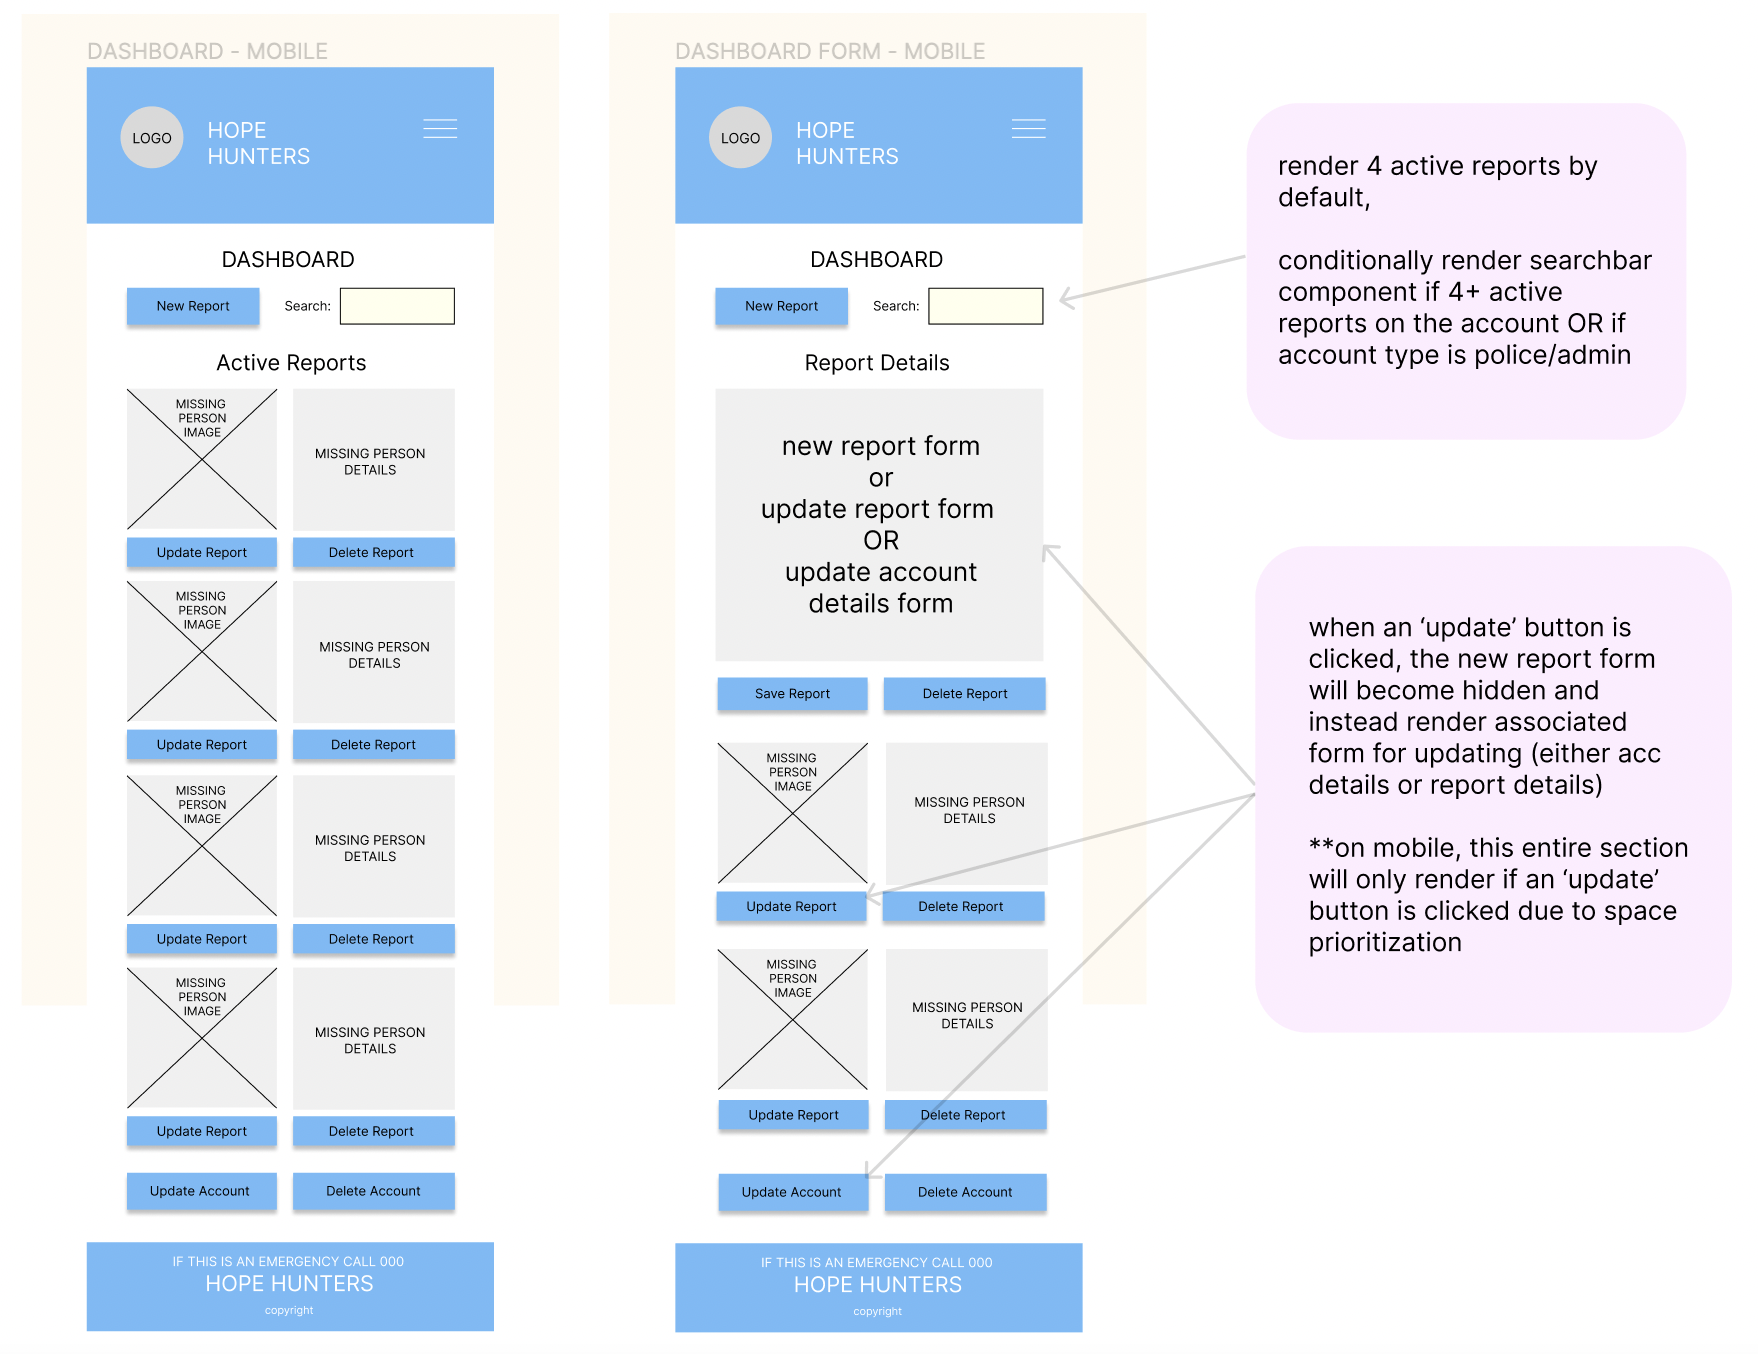 DASHBOARD - MOBILE
LOGO
HOPE
HUNTERS
DASHBOARD
New Report
Search:
Active Reports
MISSING
PERSON
IMAGE
MISSING PERSON
DETAILS
Update Report
Delete Report
MISSING
PERSON
IMAGE
MISSING PERSON
DETAILS
Update Report
Delete Report
MISSING
PERSON
IMAGE
MISSING PERSON
DETAILS
Update Report
Delete Report
MISSING
PERSON
IMAGE
MISSING PERSON
DETAILS
Update Report
Delete Report
Update Account
Delete Account
IF THIS IS AN EMERGENCY CALL 000
HOPE HUNTERS
copyright
DASHBOARD FORM - MOBILE
LOGO
HOPE
HUNTERS
DASHBOARD
New Report
Search:
Report Details
new report form
or
update report form
OR
update account
details form
Save Report
Delete Report
MISSING
PERSON
IMAGE
MISSING PERSON
DETAILS
Update Report
Delete Report
MISSING
PERSON
IMAGE
MISSING PERSON
DETAILS
Update Report
Delete Report
Update Account
Delete Account
IF THIS IS AN EMERGENCY CALL 000
HOPE HUNTERS
copyright
render 4 active reports by
default,
conditionally render searchbar
component if 4+ active
reports on the account OR if
account type is police/admin
when an ‘update’ button is
clicked, the new report form
will become hidden and
instead render associated
form for updating (either acc
details or report details)
**on mobile, this entire section
will only render if an ‘update’
button is clicked due to space
prioritization